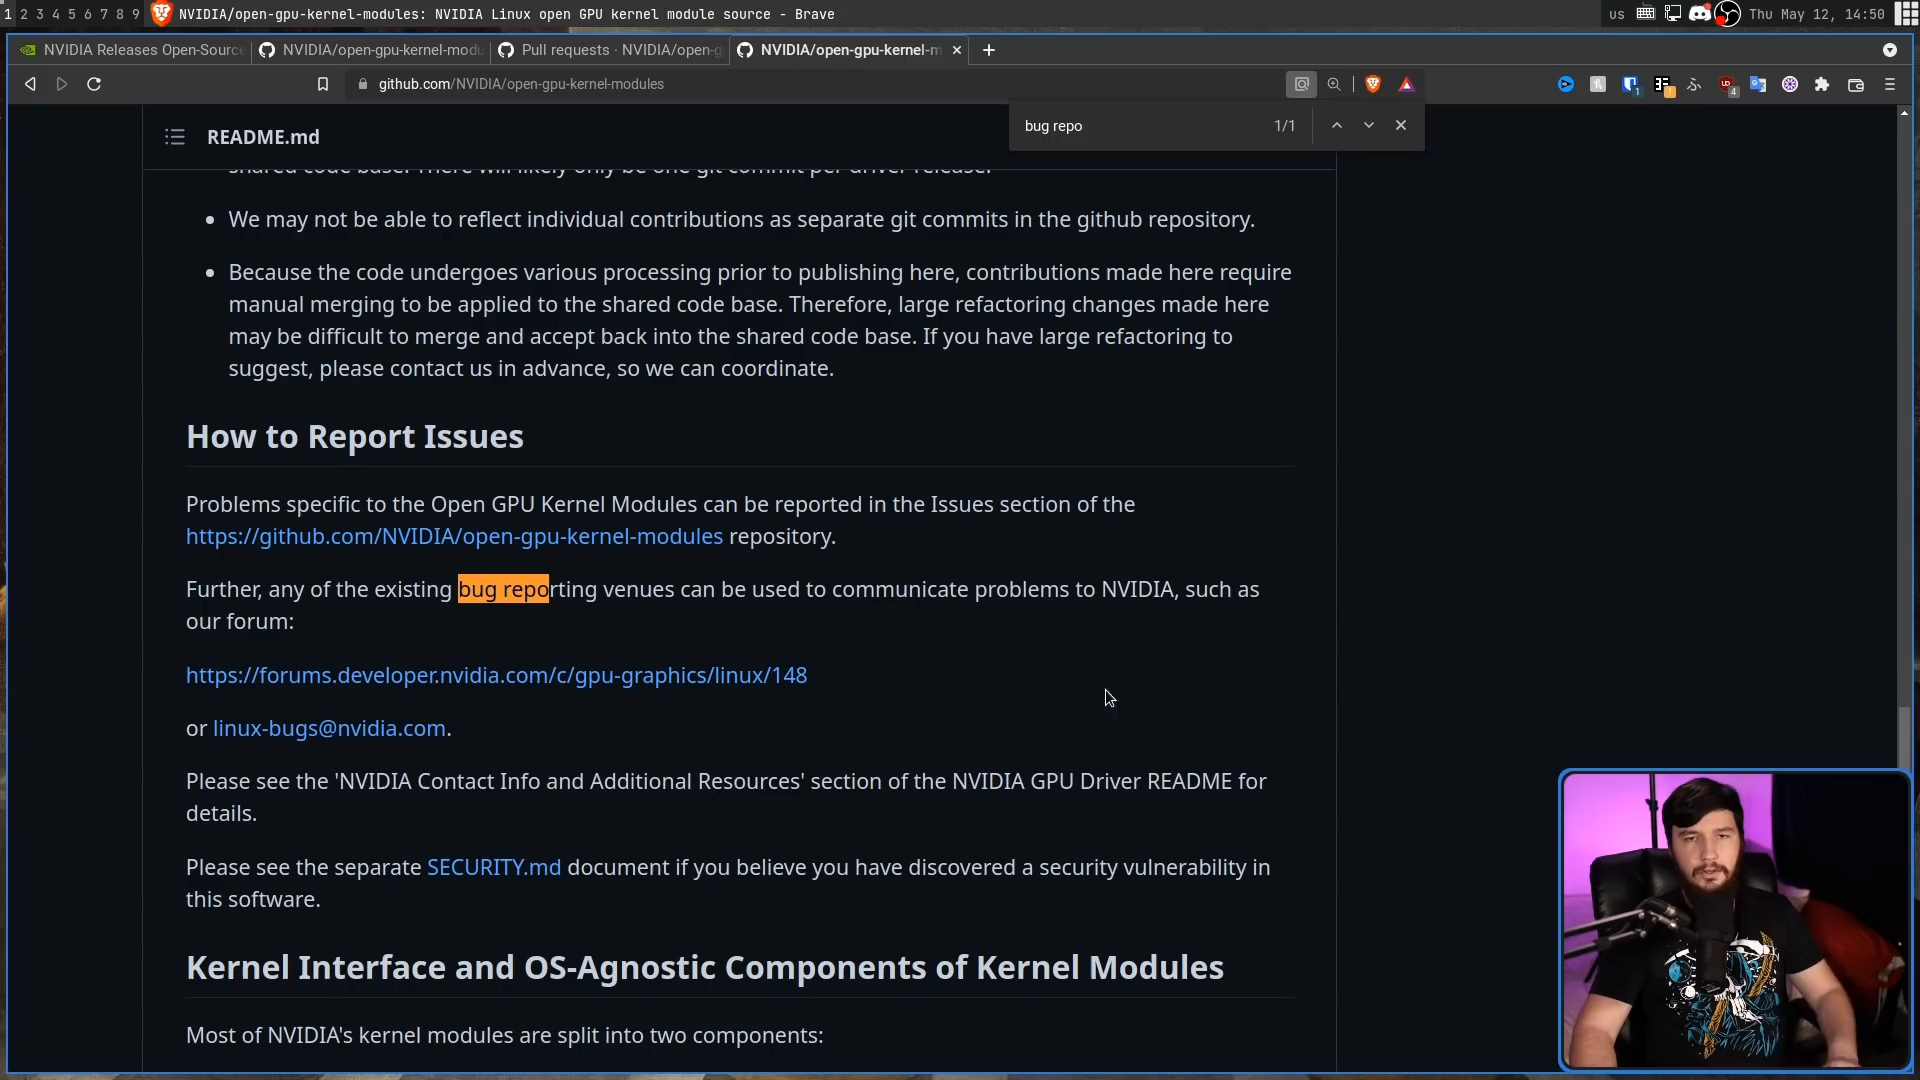 1 2 3 4 5 6 7 8 9 NVIDIA/open-gpu-kernel-modules: NVIDIA Linux open GPU kernel module source - Brave us Thu May 12, 14:50
NVIDIA Releases Open-Source NVIDIA/open-gpu-kernel-modu Pull requests · NVIDIA/open-g NVIDIA/open-gpu-kernel-m
github.com/NVIDIA/open-gpu-kernel-modules
bug repo 1/1
README.md
shared code base. There will likely only be one git commit per driver release.
• We may not be able to reflect individual contributions as separate git commits in the github repository.
• Because the code undergoes various processing prior to publishing here, contributions made here require
manual merging to be applied to the shared code base. Therefore, large refactoring changes made here
may be difficult to merge and accept back into the shared code base. If you have large refactoring to
suggest, please contact us in advance, so we can coordinate.
How to Report Issues
Problems specific to the Open GPU Kernel Modules can be reported in the Issues section of the
https://github.com/NVIDIA/open-gpu-kernel-modules repository.
Further, any of the existing bug reporting venues can be used to communicate problems to NVIDIA, such as
our forum:
https://forums.developer.nvidia.com/c/gpu-graphics/linux/148
or linux-bugs@nvidia.com.
Please see the 'NVIDIA Contact Info and Additional Resources' section of the NVIDIA GPU Driver README for
details.
Please see the separate SECURITY.md document if you believe you have discovered a security vulnerability in
this software.
Kernel Interface and OS-Agnostic Components of Kernel Modules
Most of NVIDIA's kernel modules are split into two components: